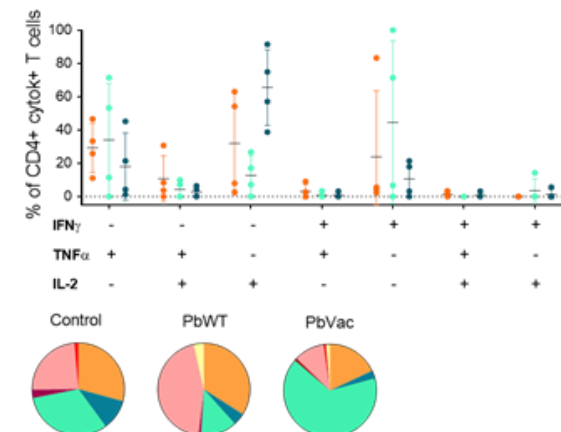 % of CD4+ cytok+ T cells
100
80
60
40
20
0
IFNγ - - - + + + +
TNFα + + - + - + -
IL-2 - + + - - + +
Control PbWT PbVac